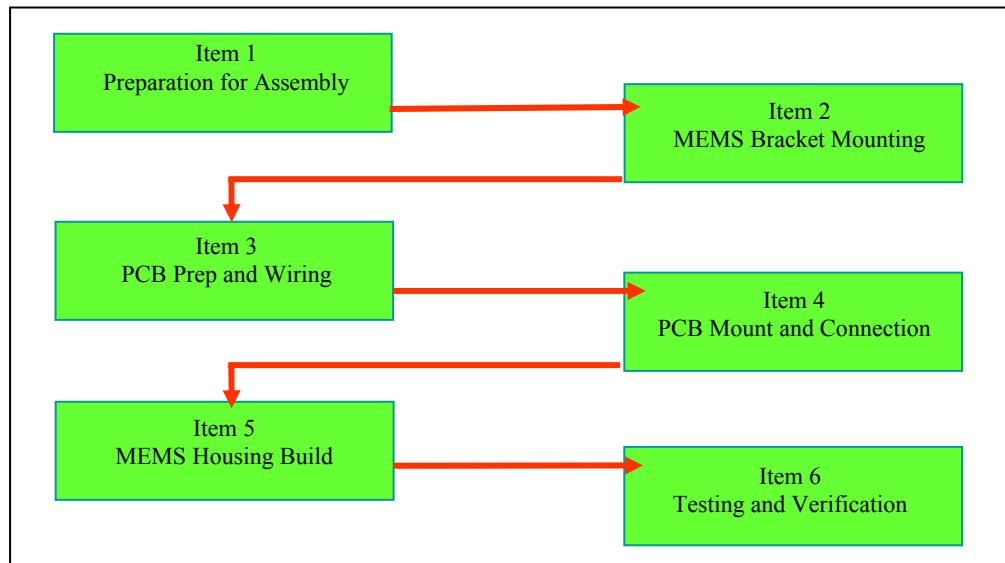 Item 1
Preparation for Assembly
Item 2
MEMS Bracket Mounting
Item 3
PCB Prep and Wiring
Item 4
PCB Mount and Connection
Item 5
MEMS Housing Build
Item 6
Testing and Verification